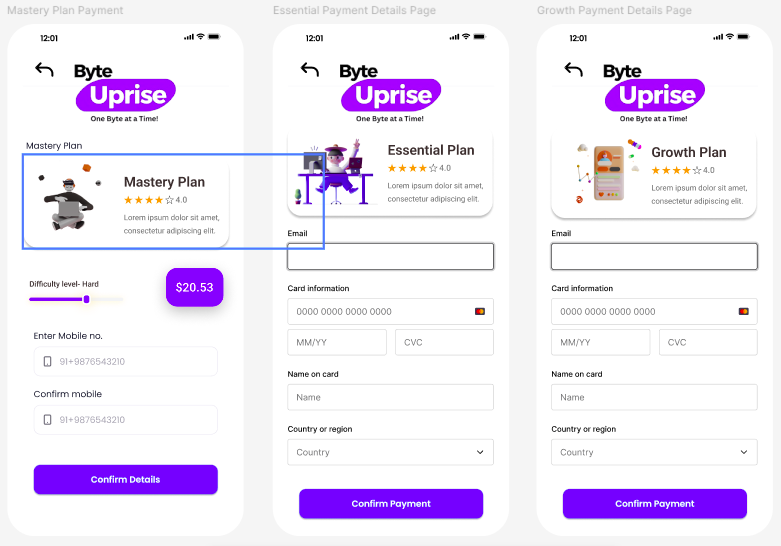 Mastery Plan Payment
12:01
Byte
Uprise
One Byte at a Time!
Mastery Plan
Mastery Plan
4.0
Lorem ipsum dolor sit amet,
consectetur adipiscing elit.
Difficulty level- Hard
$20.53
Enter Mobile no.
91+9876543210
Confirm mobile
91+9876543210
Confirm Details
Essential Payment Details Page
12:01
Byte
Uprise
One Byte at a Time!
Essential Plan
4.0
Lorem ipsum dolor sit amet,
consectetur adipiscing elit.
Email
Card information
0000 0000 0000 0000
MM/YY
CVC
Name on card
Name
Country or region
Country
Confirm Payment
Growth Payment Details Page
12:01
Byte
Uprise
One Byte at a Time!
Growth Plan
4.0
Lorem ipsum dolor sit amet,
consectetur adipiscing elit.
Email
Card information
0000 0000 0000 0000
MM/YY
CVC
Name on card
Name
Country or region
Country
Confirm Payment